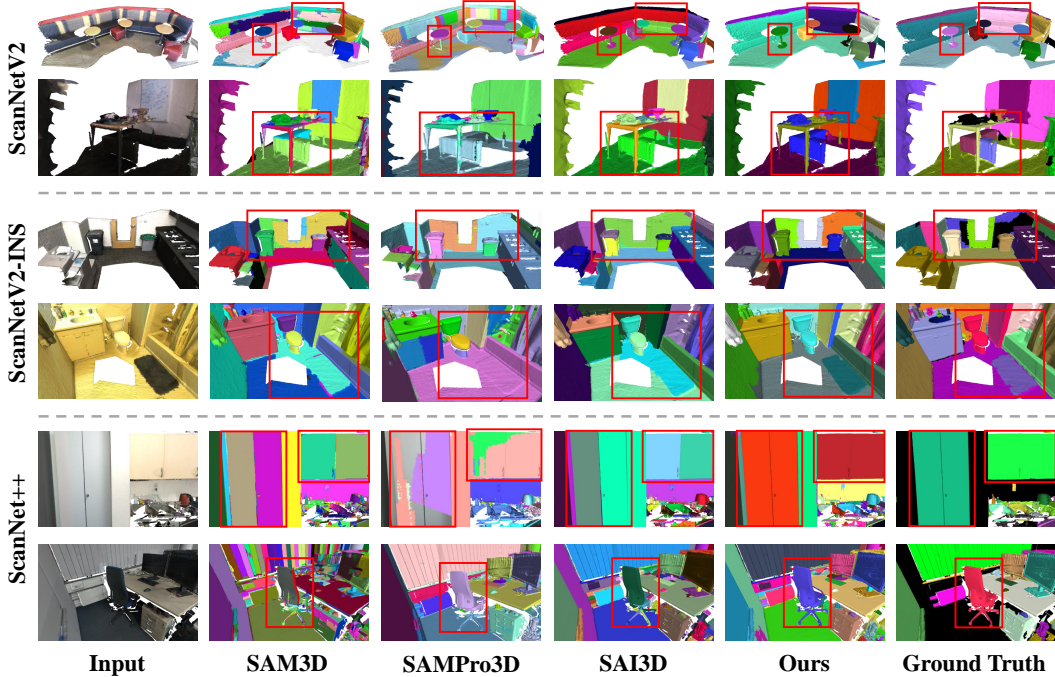 ScanNetV2
ScanNetV2-INS
ScanNet++
Input SAM3D SAMPro3D SAI3D Ours Ground Truth